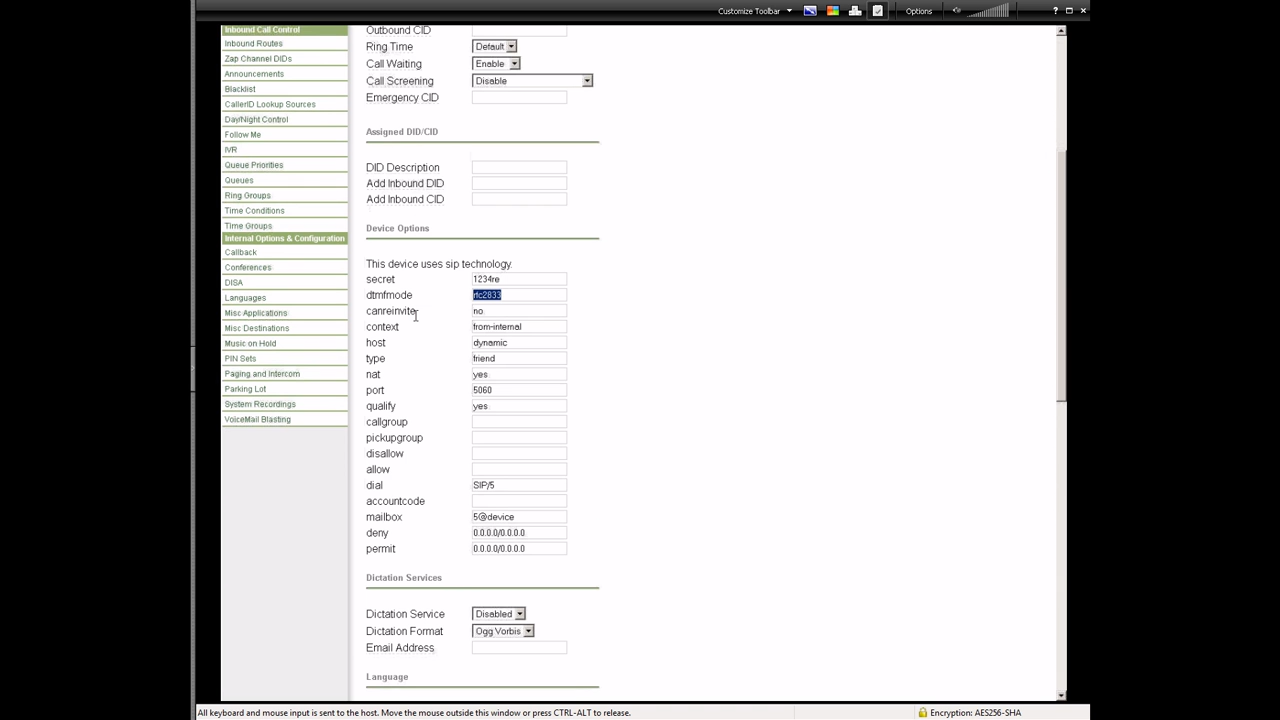 Customize Toolbar
Options
?
Inbound Call Control
Inbound Routes
Zap Channel DIDs
Announcements
Blacklist
CallerID Lookup Sources
Day/Night Control
Follow Me
IVR
Queue Priorities
Queues
Ring Groups
Time Conditions
Time Groups
Internal Options & Configuration
Callback
Conferences
DISA
Languages
Misc Applications
Misc Destinations
Music on Hold
PIN Sets
Paging and Intercom
Parking Lot
System Recordings
VoiceMail Blasting
Outbound CID
Ring Time Default
Call Waiting Enable
Call Screening Disable
Emergency CID
Assigned DID/CID
DID Description
Add Inbound DID
Add Inbound CID
Device Options
This device uses sip technology.
secret 1234re
dtmfmode rfc2833
canreinvite no
context from-internal
host dynamic
type friend
nat yes
port 5060
qualify yes
callgroup
pickupgroup
disallow
allow
dial SIP/5
accountcode
mailbox 5@device
deny 0.0.0.0/0.0.0.0
permit 0.0.0.0/0.0.0.0
Dictation Services
Dictation Service Disabled
Dictation Format Ogg Vorbis
Email Address
Language
All keyboard and mouse input is sent to the host. Move the mouse outside this window or press CTRL-ALT to release.
Encryption: AES256-SHA